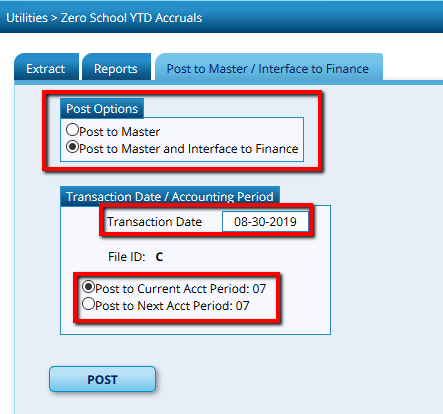 Utilities > Zero School YTD Accruals
Extract Reports Post to Master / Interface to Finance
Post Options
Post to Master
Post to Master and Interface to Finance
Transaction Date / Accounting Period
Transaction Date 08-30-2019
File ID: C
Post to Current Acct Period: 07
Post to Next Acct Period: 07
POST